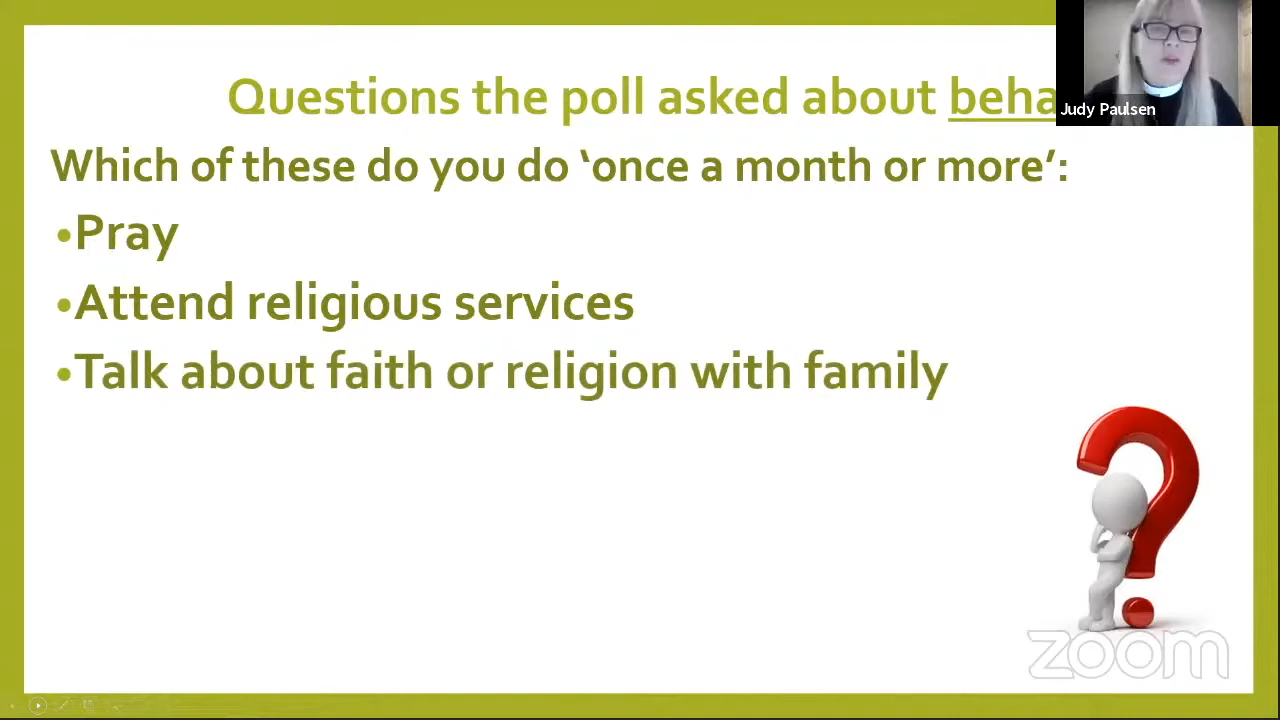 Questions the poll asked about beha
Judy Paulsen
Which of these do you do ‘once a month or more’:
•Pray
•Attend religious services
•Talk about faith or religion with family
zoom